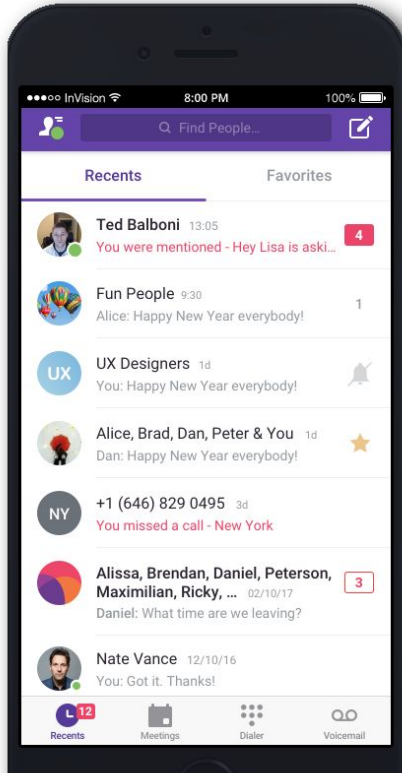 InVision 8:00 PM 100%
Find People...
Recents Favorites
Ted Balboni 13:05
You were mentioned - Hey Lisa is aski... 4
Fun People 9:30
Alice: Happy New Year everybody! 1
UX UX Designers 1d
You: Happy New Year everybody!
Alice, Brad, Dan, Peter & You 1d
Dan: Happy New Year everybody!
NY +1 (646) 829 0495 3d
You missed a call - New York
Alissa, Brendan, Daniel, Peterson,
Maximilian, Ricky, ... 02/10/17 3
Daniel: What time are we leaving?
Nate Vance 12/10/16
You: Got it. Thanks!
12
Recents Meetings Dialer Voicemail